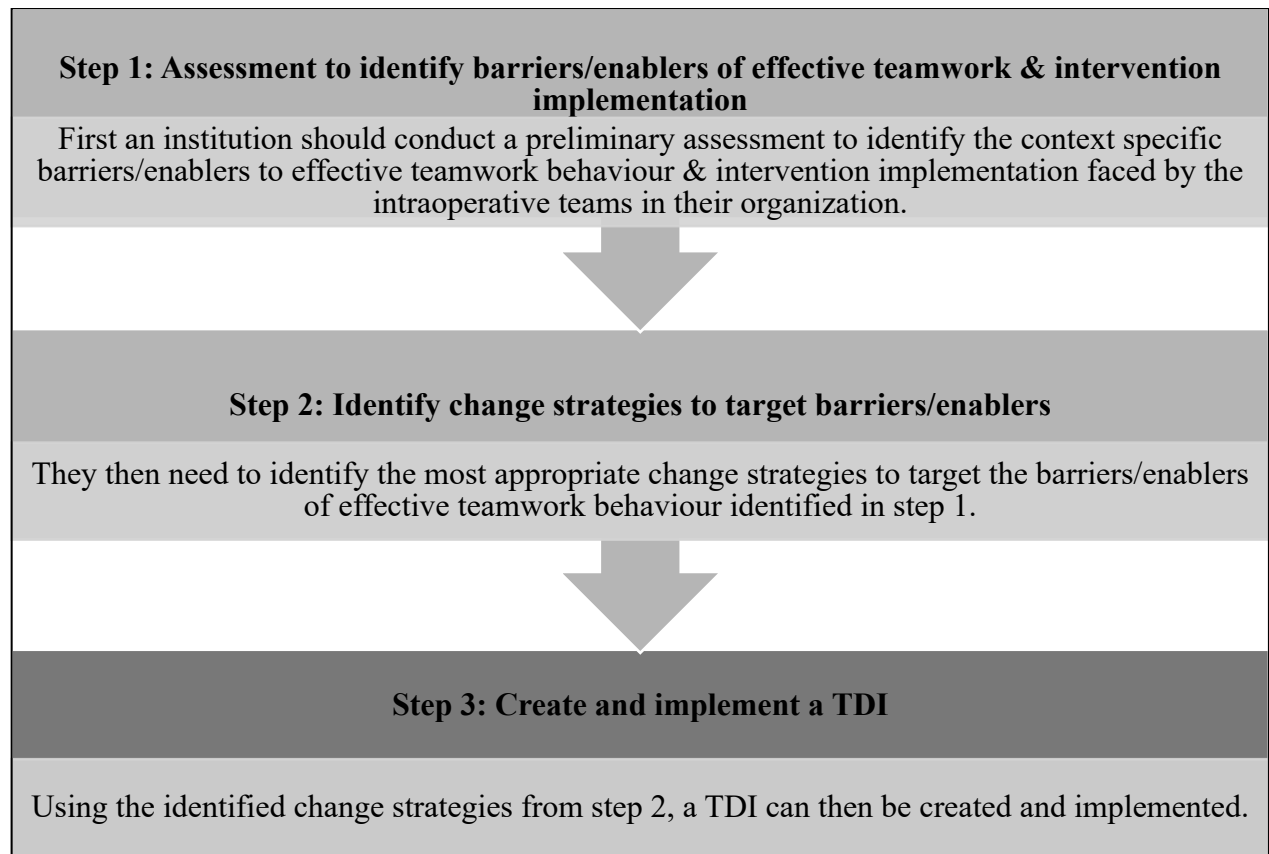 Step 1: Assessment to identify barriers/enablers of effective teamwork & intervention
implementation
First an institution should conduct a preliminary assessment to identify the context specific
barriers/enablers to effective teamwork behaviour & intervention implementation faced by the
intraoperative teams in their organization.
Step 2: Identify change strategies to target barriers/enablers
They then need to identify the most appropriate change strategies to target the barriers/enablers
of effective teamwork behaviour identified in step 1.
Step 3: Create and implement a TDI
Using the identified change strategies from step 2, a TDI can then be created and implemented.